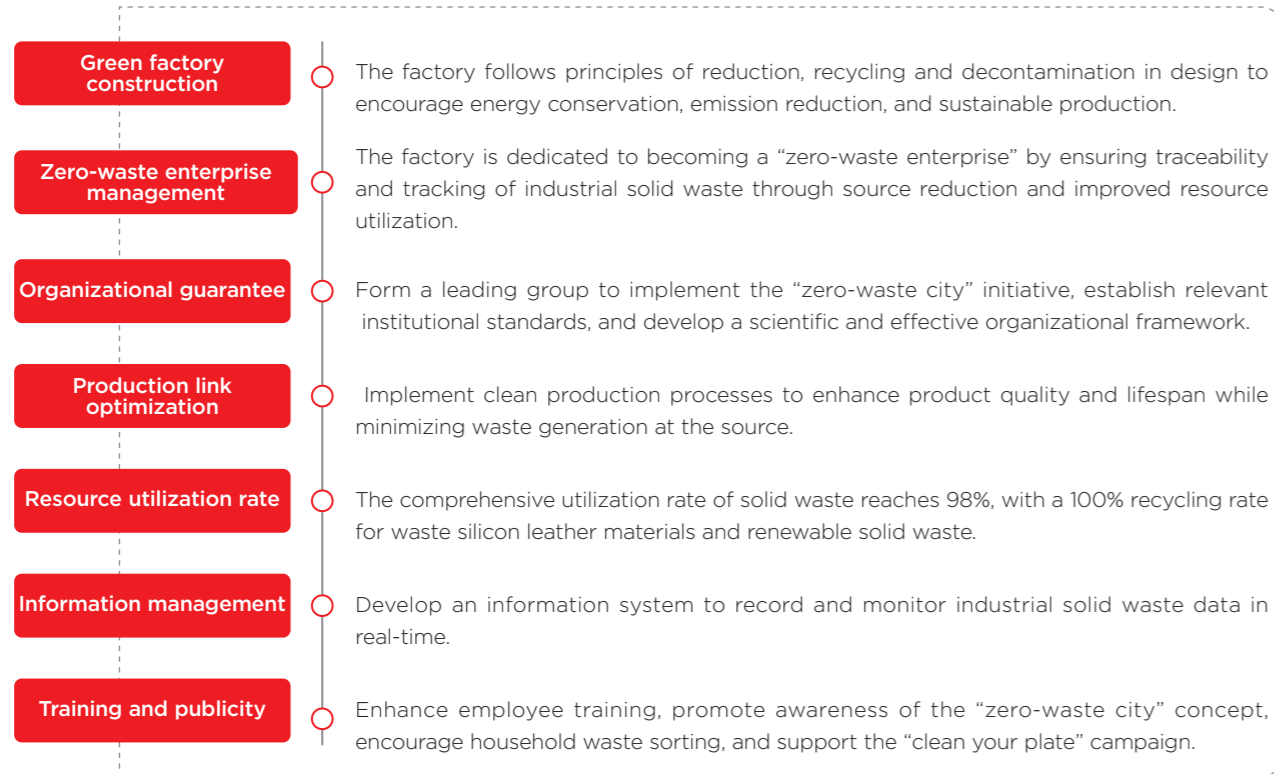 Green factory
construction
The factory follows principles of reduction, recycling and decontamination in design to
encourage energy conservation, emission reduction, and sustainable production.
Zero-waste enterprise
management
The factory is dedicated to becoming a “zero-waste enterprise” by ensuring traceability
and tracking of industrial solid waste through source reduction and improved resource
utilization.
Organizational guarantee
Form a leading group to implement the “zero-waste city” initiative, establish relevant
institutional standards, and develop a scientific and effective organizational framework.
Production link
optimization
Implement clean production processes to enhance product quality and lifespan while
minimizing waste generation at the source.
Resource utilization rate
The comprehensive utilization rate of solid waste reaches 98%, with a 100% recycling rate
for waste silicon leather materials and renewable solid waste.
Information management
Develop an information system to record and monitor industrial solid waste data in
real-time.
Training and publicity
Enhance employee training, promote awareness of the “zero-waste city” concept,
encourage household waste sorting, and support the “clean your plate” campaign.